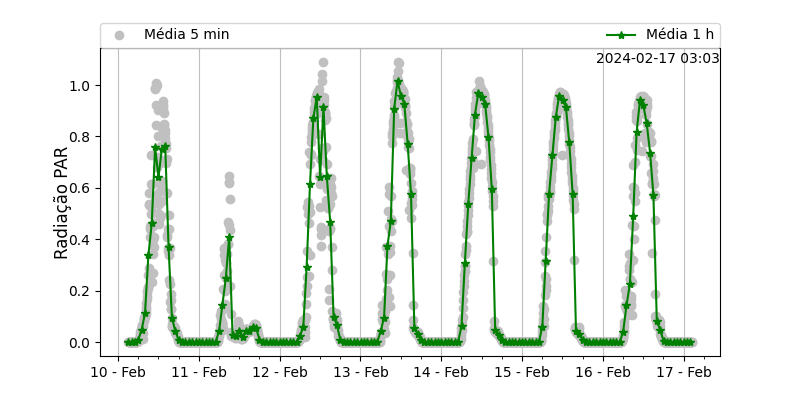 Média 5 min
Média 1 h
2024-02-17 03:03
Radiação PAR
1.0
0.8
0.6
0.4
0.2
0.0
10 - Feb
11 - Feb
12 - Feb
13 - Feb
14 - Feb
15 - Feb
16 - Feb
17 - Feb